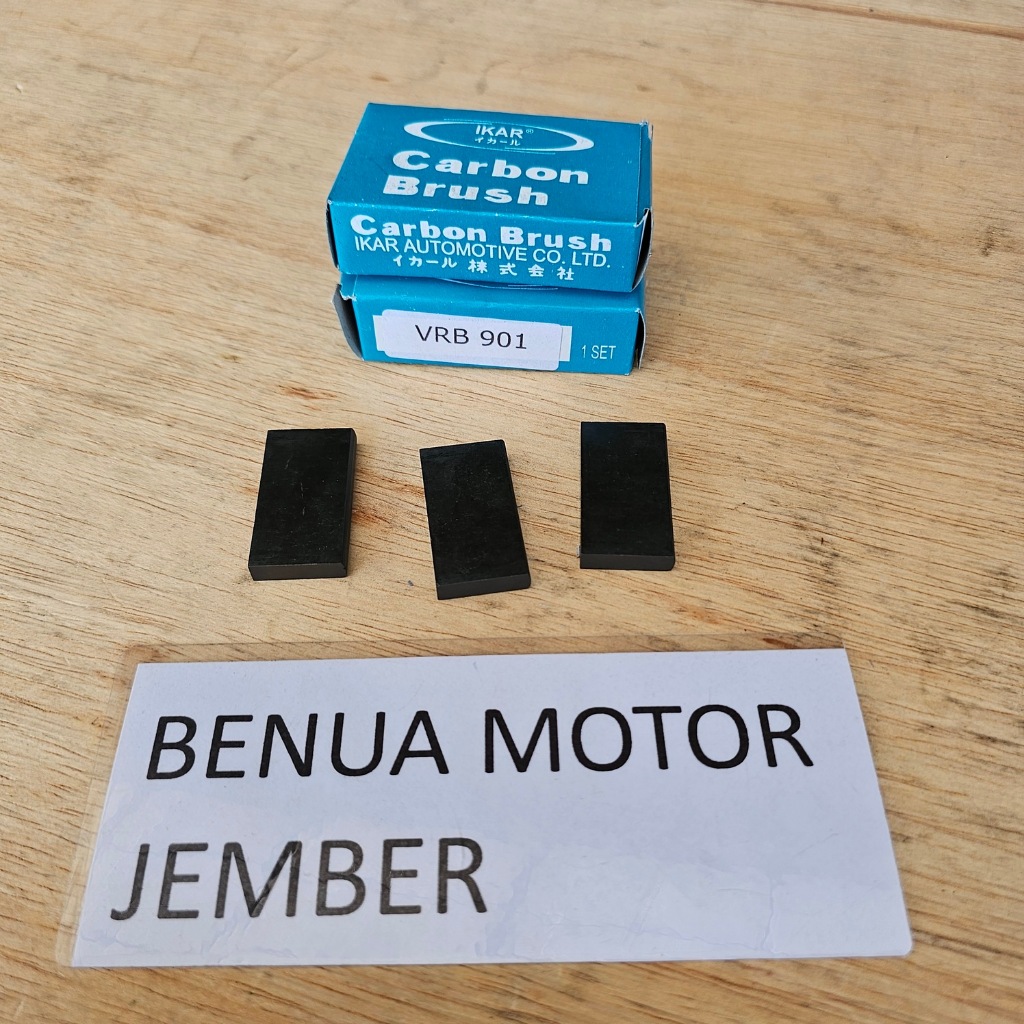 IKAR®
イカール
Carbon
Brush
Carbon Brush
IKAR AUTOMOTIVE CO. LTD.
イカール 株式会社
VRB 901
1 SET
BENUA MOTOR
JEMBER